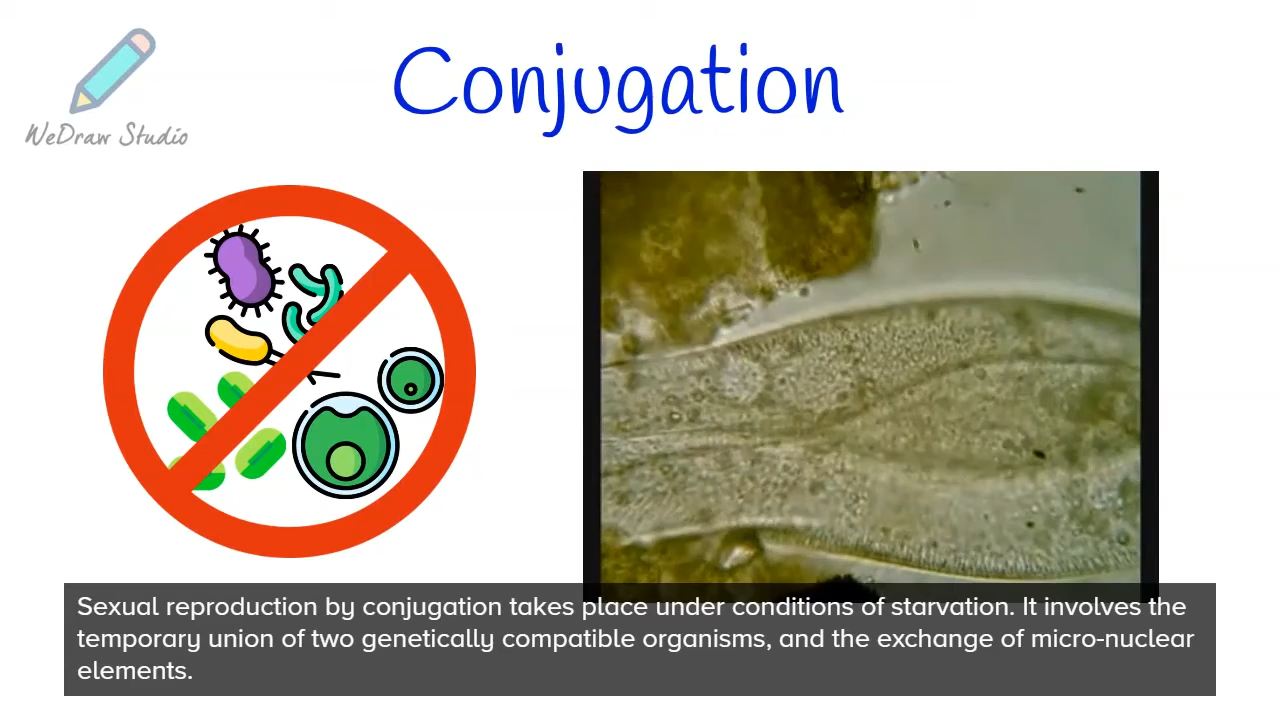 Conjugation
WeDraw Studio
Sexual reproduction by conjugation takes place under conditions of starvation. It involves the
temporary union of two genetically compatible organisms, and the exchange of micro-nuclear
elements.